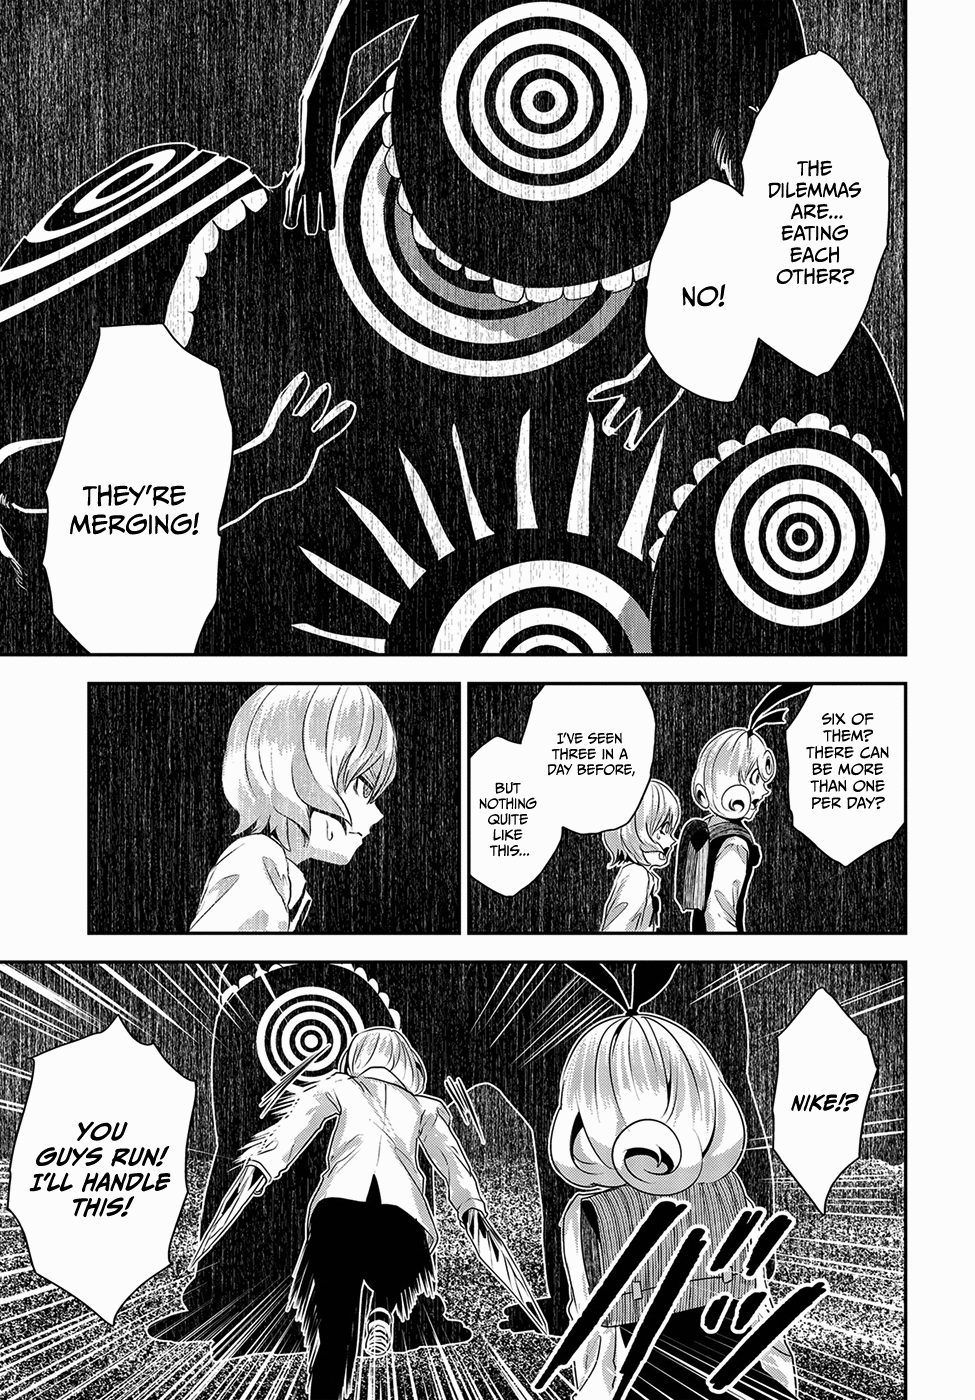 THE
DILEMMAS
ARE...
EATING
EACH
OTHER?
NO!
THEY'RE
MERGING!
SIX OF
THEM?
THERE CAN
BE MORE
THAN ONE
PER DAY?
I'VE SEEN
THREE IN A
DAY BEFORE,
BUT
NOTHING
QUITE
LIKE
THIS...
NIKE!?
YOU
GUYS RUN!
I'LL HANDLE
THIS!